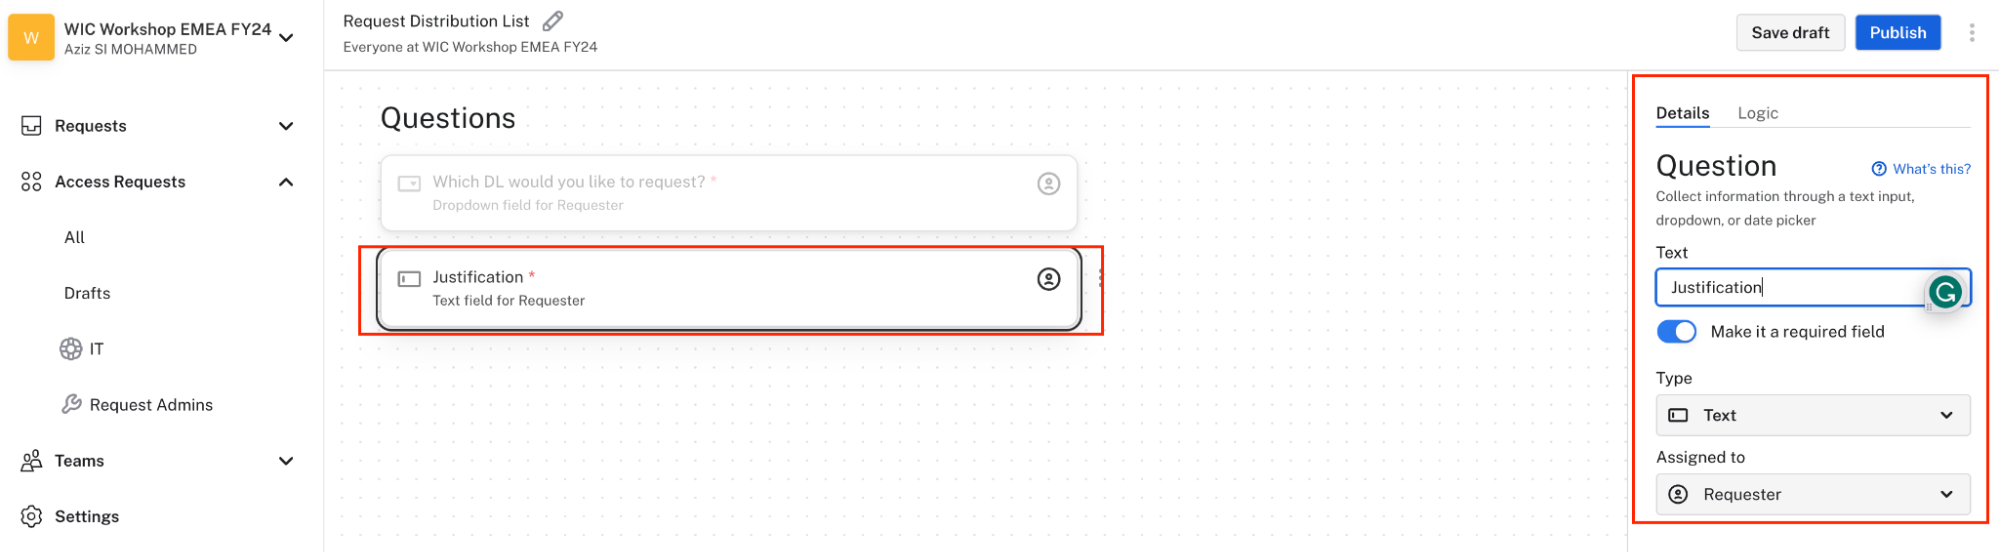 W
WIC Workshop EMEA FY24
Aziz SI MOHAMMED
Requests
Access Requests
All
Drafts
IT
Request Admins
Teams
Settings
Request Distribution List
Everyone at WIC Workshop EMEA FY24
Save draft
Publish
Questions
Which DL would you like to request? *
Dropdown field for Requester
Justification *
Text field for Requester
Details Logic
Question
What's this?
Collect information through a text input,
dropdown, or date picker
Text
Justification
Make it a required field
Type
Text
Assigned to
Requester